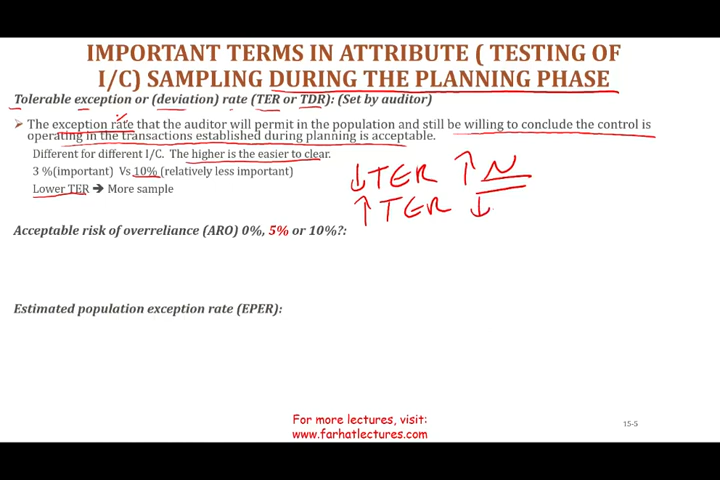 IMPORTANT TERMS IN ATTRIBUTE ( TESTING OF
I/C) SAMPLING DURING THE PLANNING PHASE
Tolerable exception or (deviation) rate (TER or TDR): (Set by auditor)
%
The exception rate that the auditor will permit in the population and still be willing to conclude the control is
operating in the transactions established during planning is acceptable.
Different for different I/C. The higher is the easier to clear.
3 %(important) Vs 10% (relatively less important)
Lower TER → More sample
↓ TER ↑ N
↑ TER ↓
Acceptable risk of overreliance (ARO) 0%, 5% or 10%?:
Estimated population exception rate (EPER):
For more lectures, visit:
www.farhatlectures.com
15-5